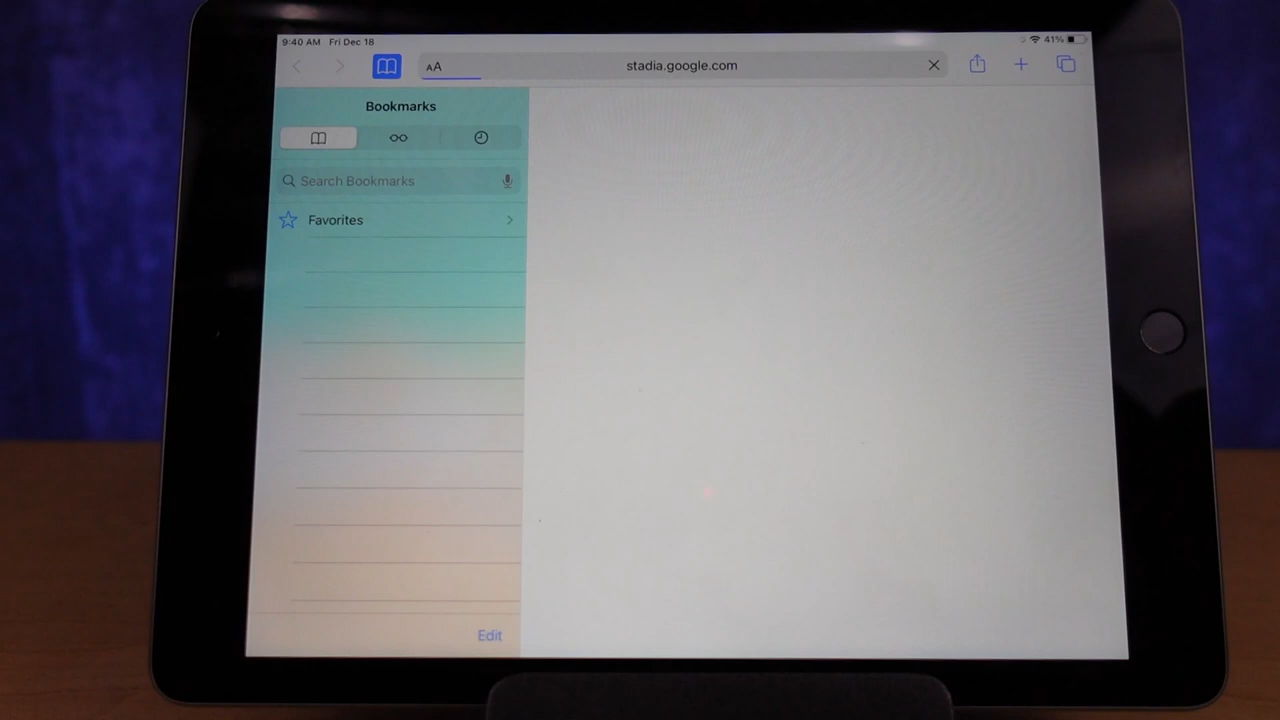 9:40 AM Fri Dec 18
41%
AA
stadia.google.com
Bookmarks
Search Bookmarks
Favorites
Edit